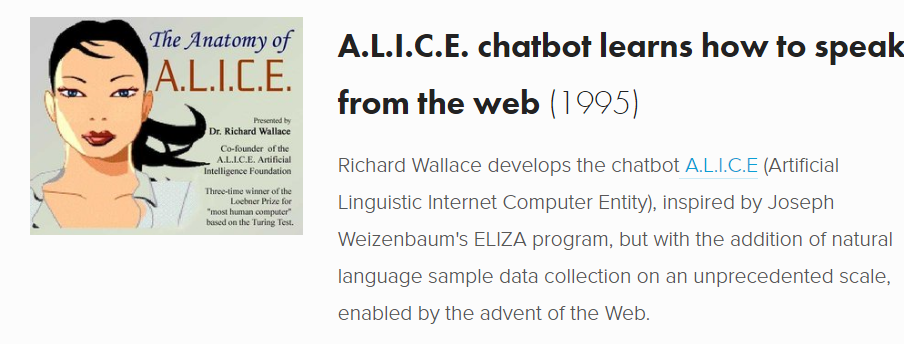 The Anatomy of
A.L.I.C.E.
Presented by
Dr. Richard Wallace
Co-founder of the
A.L.I.C.E. Artificial
Intelligence Foundation
Three-time winner of the
Loebner Prize for
"most human computer"
based on the Turing Test.
A.L.I.C.E. chatbot learns how to speak
from the web (1995)
Richard Wallace develops the chatbot A.L.I.C.E (Artificial
Linguistic Internet Computer Entity), inspired by Joseph
Weizenbaum's ELIZA program, but with the addition of natural
language sample data collection on an unprecedented scale,
enabled by the advent of the Web.